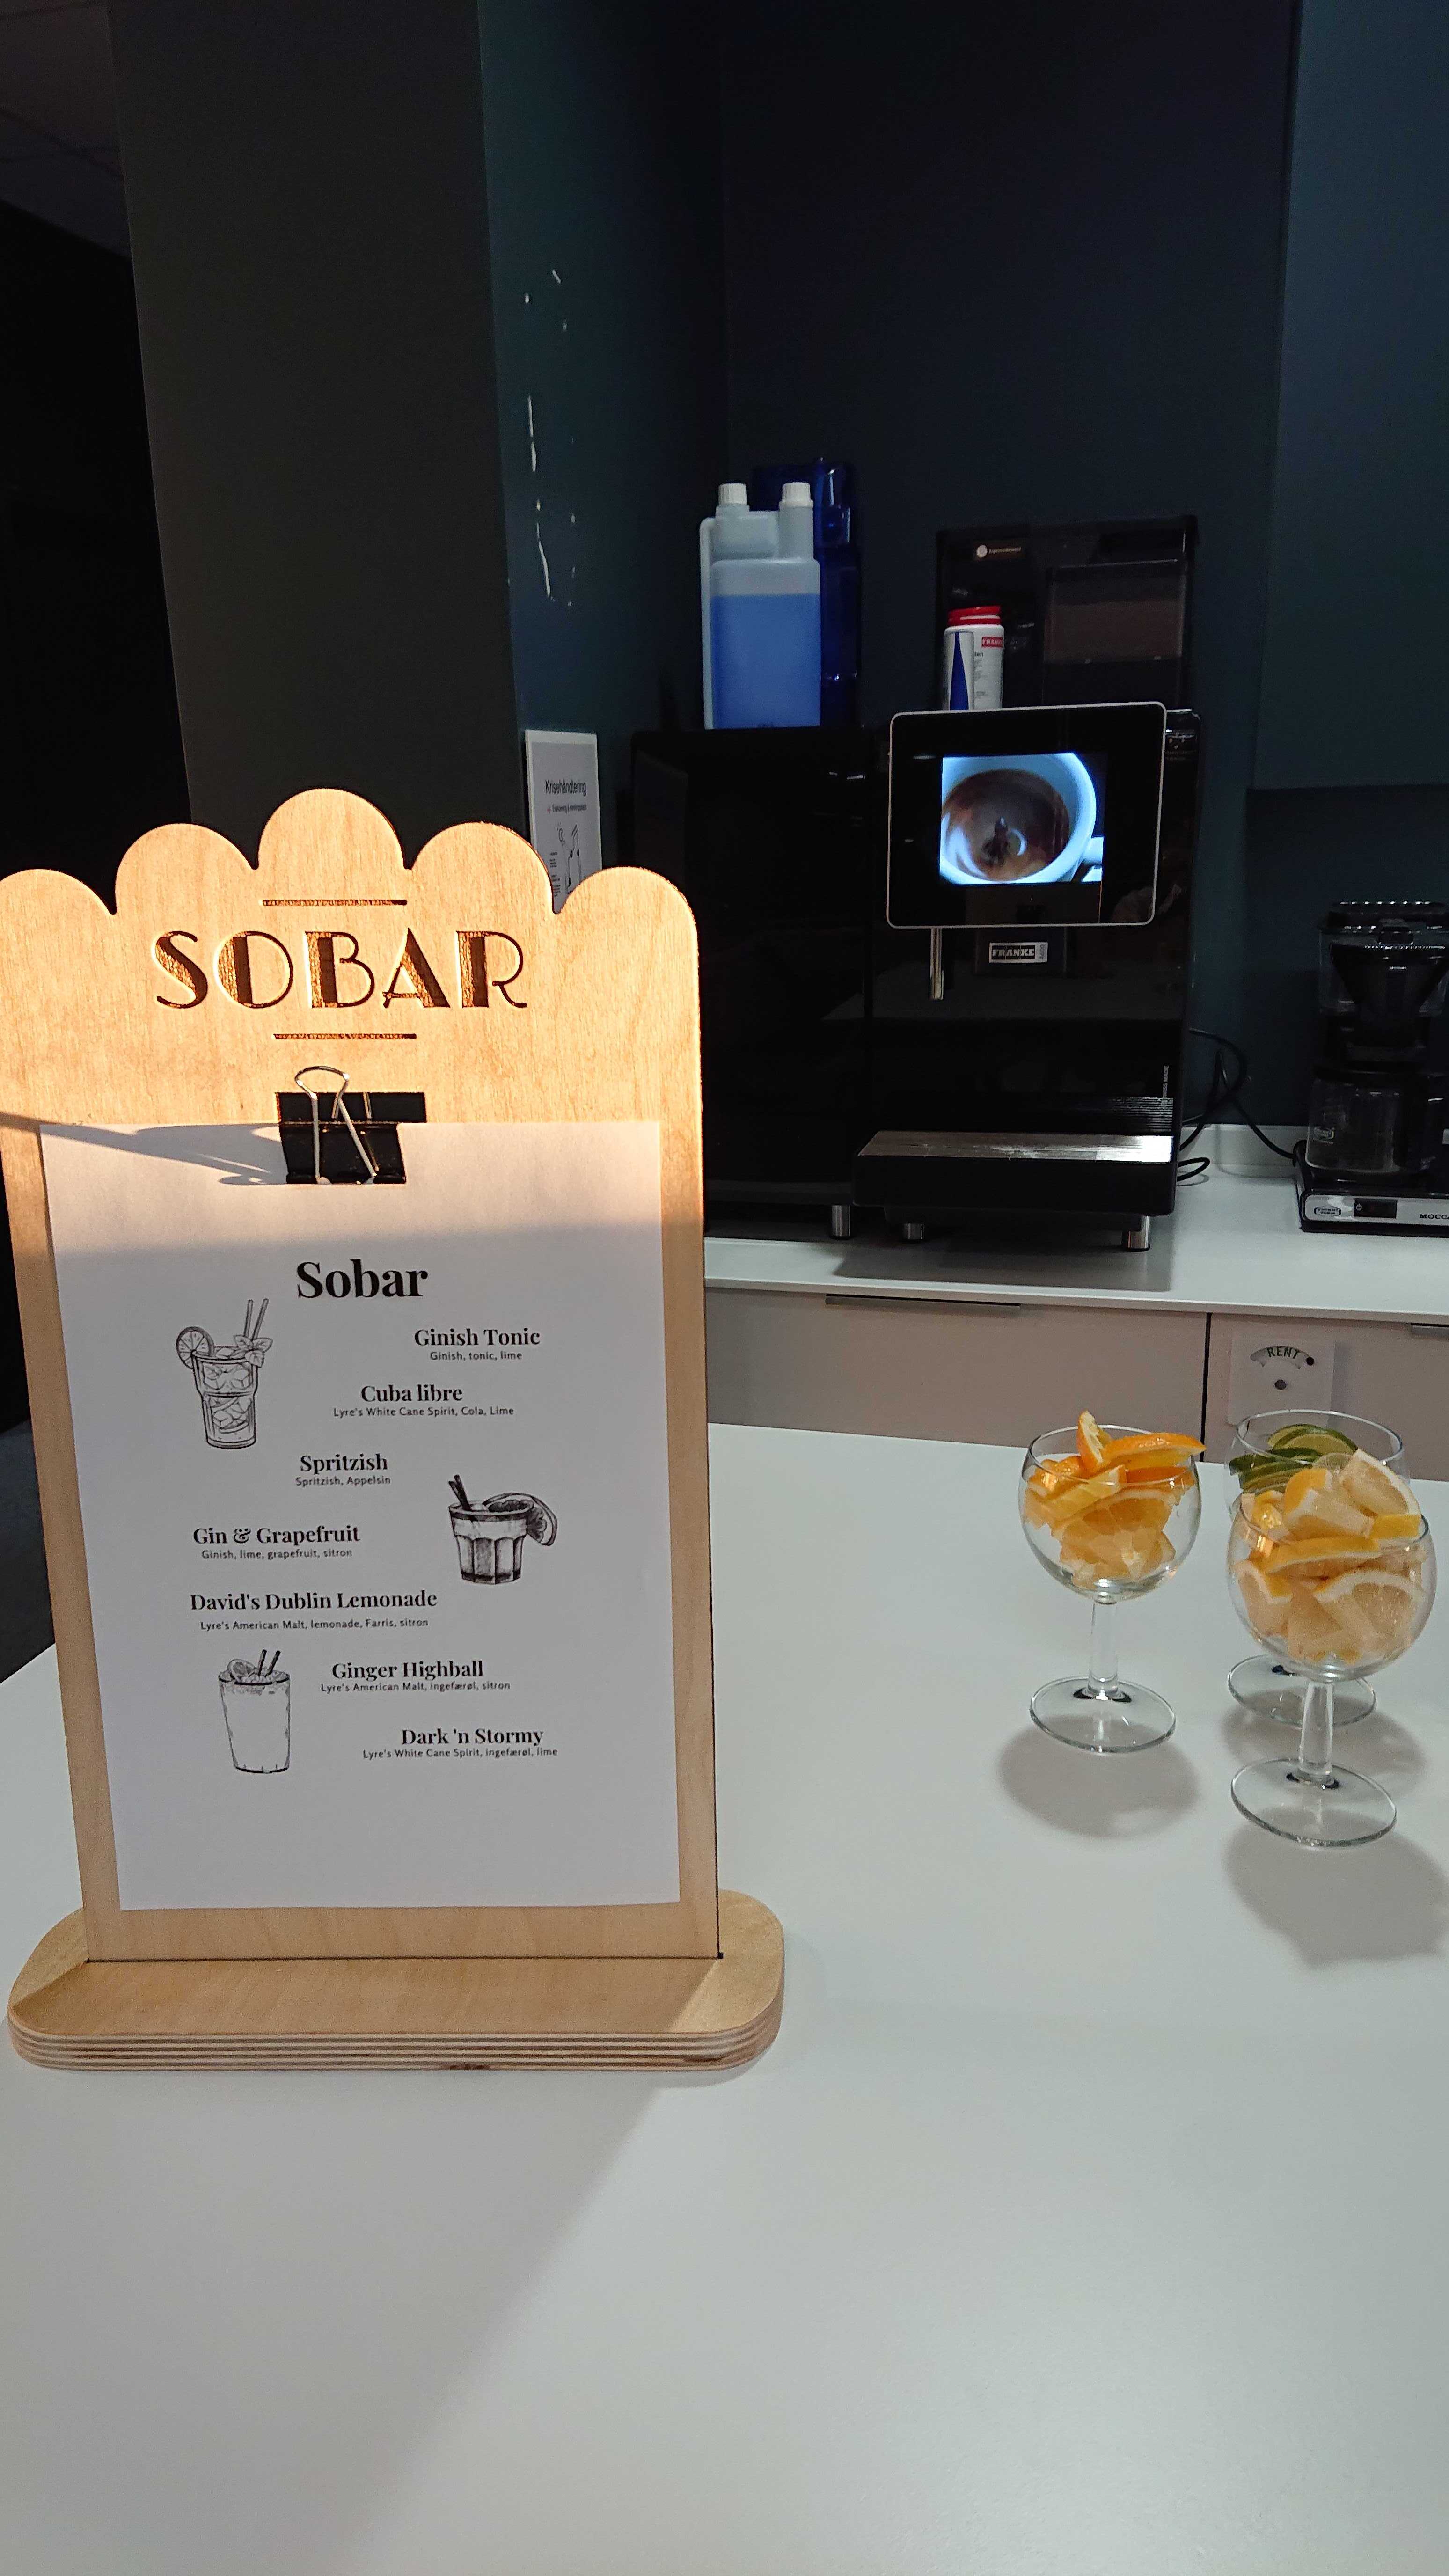 SOBAR
Sobar
Ginish Tonic
Ginish, tonic, lime
Cuba libre
Lyre's White Cane Spirit, Cola, Lime
Spritzish
Spritzish, Appelsin
Gin & Grapefruit
Ginish, lime, grapefruit, sitron
David's Dublin Lemonade
Lyre's American Malt, lemonade, Farris, sitron
Ginger Highball
Lyre's American Malt, ingefærøl, sitron
Dark 'n Stormy
Lyre's White Cane Spirit, ingefærøl, lime
Krisehåndtering
FRANKE
RENT